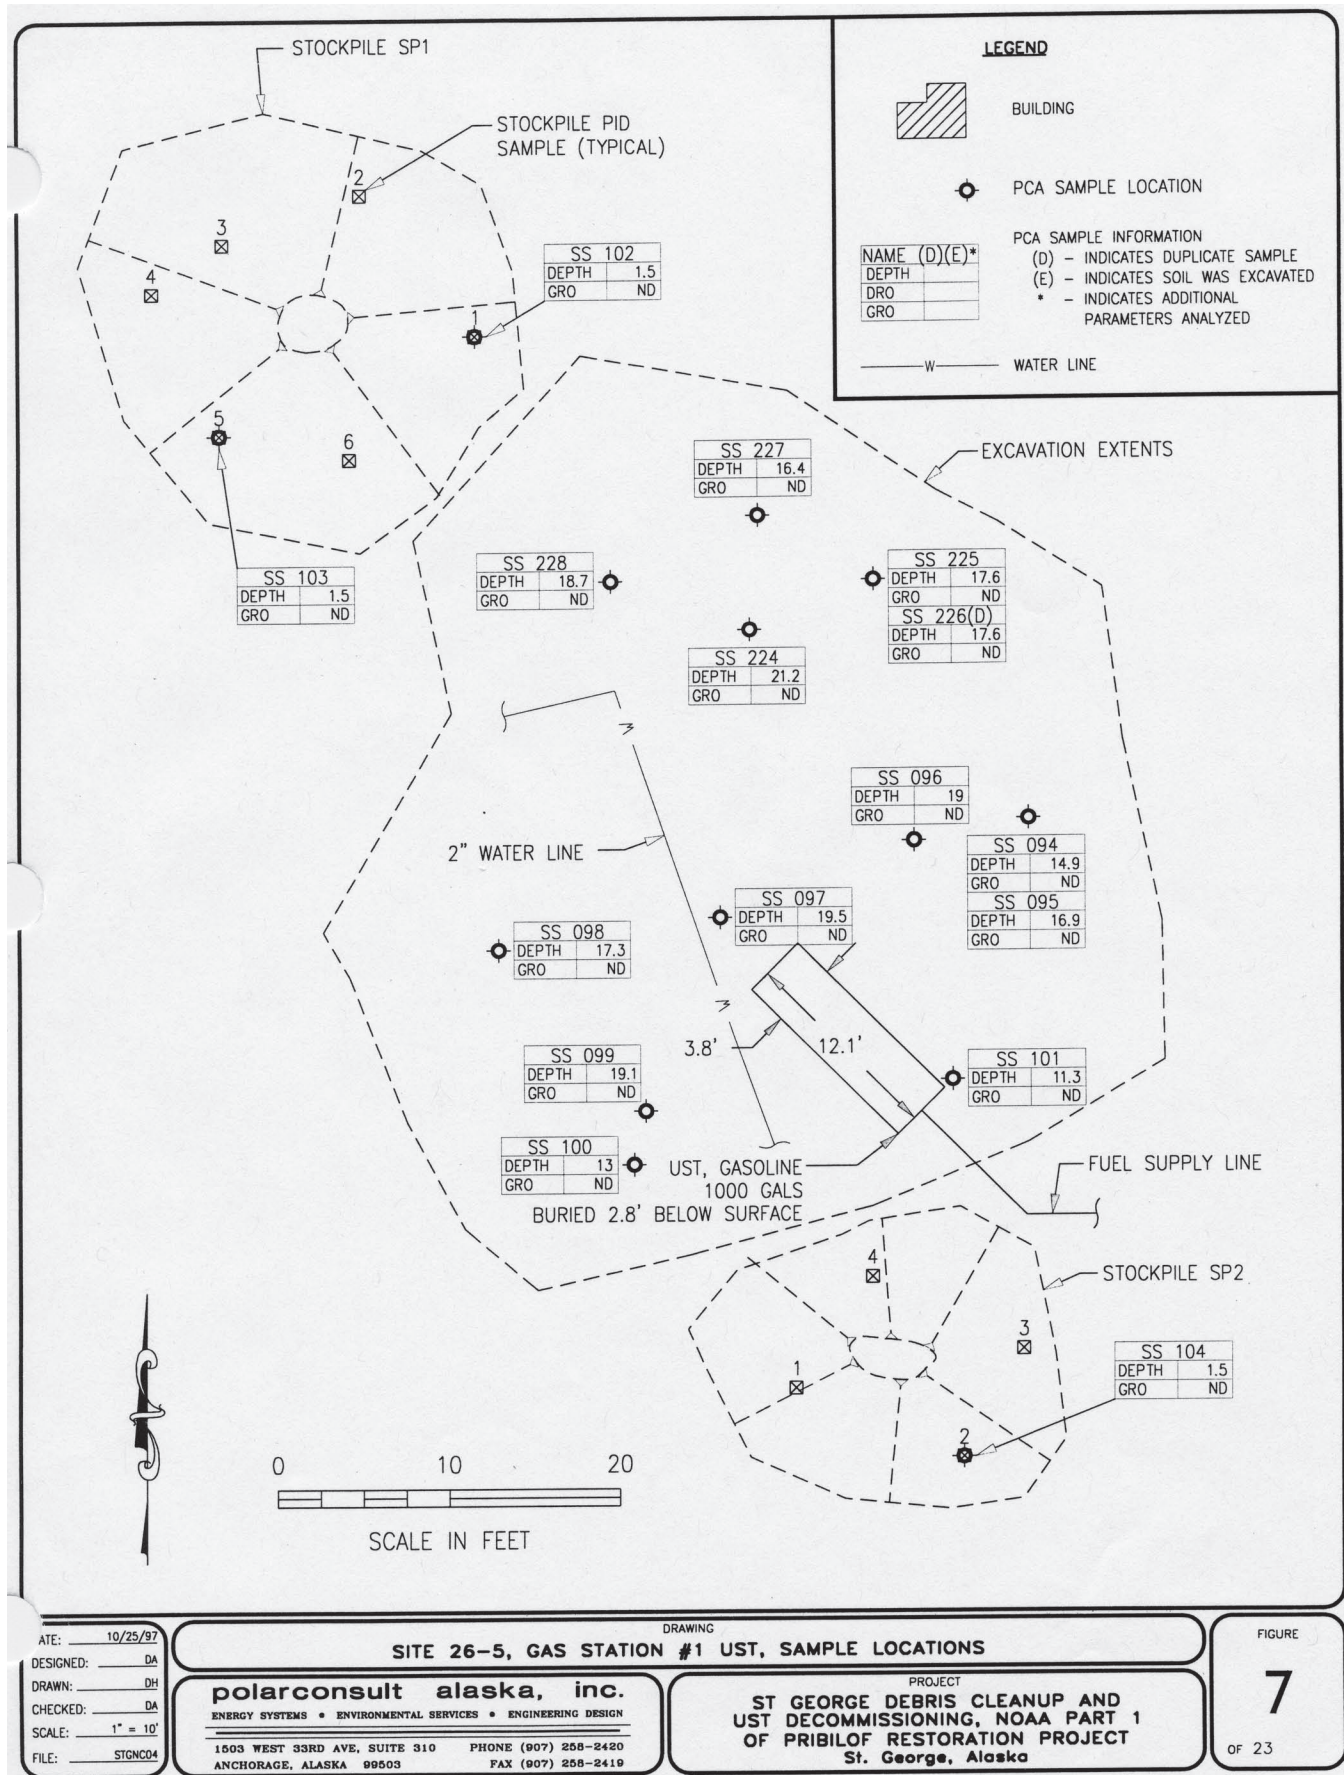 STOCKPILE SP1
STOCKPILE PID
SAMPLE (TYPICAL)
2
3
4
1
5
6
SS 102
DEPTH 1.5
GRO ND
SS 103
DEPTH 1.5
GRO ND
LEGEND
BUILDING
PCA SAMPLE LOCATION
NAME (D)(E)*
DEPTH
DRO
GRO
PCA SAMPLE INFORMATION
(D) – INDICATES DUPLICATE SAMPLE
(E) – INDICATES SOIL WAS EXCAVATED
* – INDICATES ADDITIONAL
PARAMETERS ANALYZED
W
WATER LINE
EXCAVATION EXTENTS
SS 227
DEPTH 16.4
GRO ND
SS 228
DEPTH 18.7
GRO ND
SS 225
DEPTH 17.6
GRO ND
SS 226(D)
DEPTH 17.6
GRO ND
SS 224
DEPTH 21.2
GRO ND
W
SS 096
DEPTH 19
GRO ND
2" WATER LINE
SS 094
DEPTH 14.9
GRO ND
SS 095
DEPTH 16.9
GRO ND
SS 097
DEPTH 19.5
GRO ND
SS 098
DEPTH 17.3
GRO ND
W
3.8'
12.1'
SS 099
DEPTH 19.1
GRO ND
SS 101
DEPTH 11.3
GRO ND
SS 100
DEPTH 13
GRO ND
UST, GASOLINE
1000 GALS
BURIED 2.8' BELOW SURFACE
FUEL SUPPLY LINE
STOCKPILE SP2
4
3
1
2
SS 104
DEPTH 1.5
GRO ND
0 10 20
SCALE IN FEET
ATE: 10/25/97
DESIGNED: DA
DRAWN: DH
CHECKED: DA
SCALE: 1" = 10'
FILE: STGNC04
DRAWING
SITE 26–5, GAS STATION #1 UST, SAMPLE LOCATIONS
polarconsult alaska, inc.
ENERGY SYSTEMS • ENVIRONMENTAL SERVICES • ENGINEERING DESIGN
1503 WEST 33RD AVE, SUITE 310 PHONE (907) 258–2420
ANCHORAGE, ALASKA 99503 FAX (907) 258–2419
PROJECT
ST GEORGE DEBRIS CLEANUP AND
UST DECOMMISSIONING, NOAA PART 1
OF PRIBILOF RESTORATION PROJECT
St. George, Alaska
FIGURE
7
OF 23